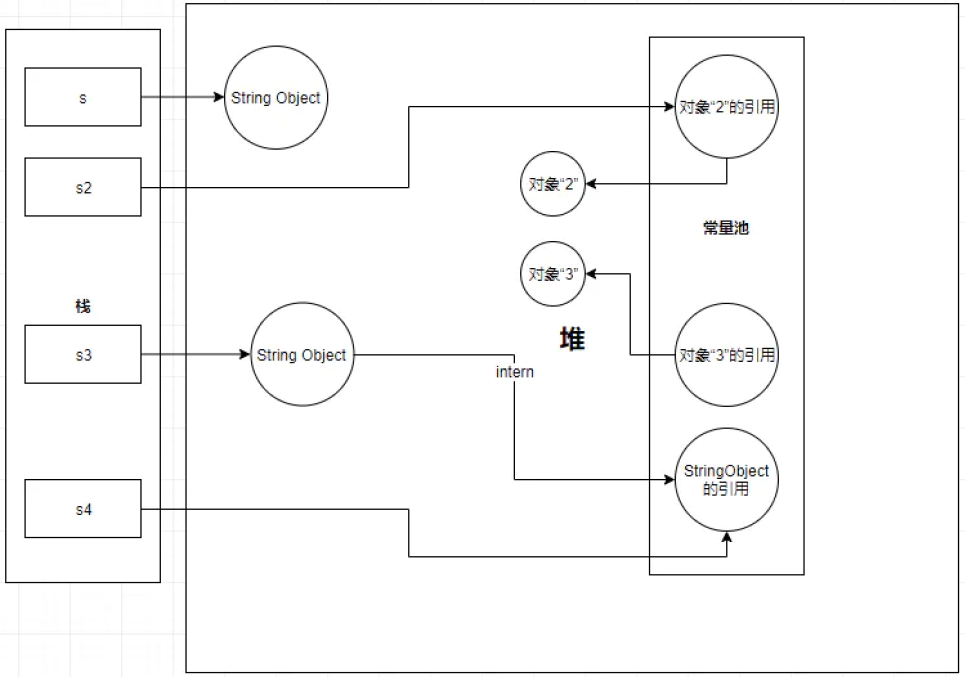 s
String Object
对象“2”的引用
s2
对象“2”
常量池
对象“3”
栈
堆
s3
String Object
对象“3”的引用
intern
StringObject
的引用
s4